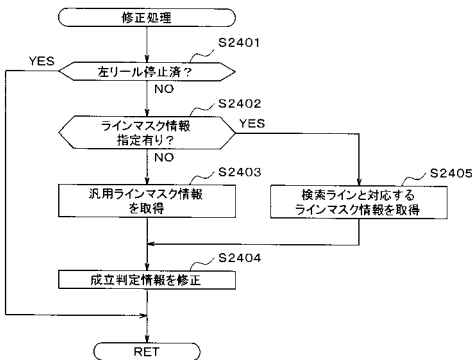 修正処理
S2401
YES
左リール停止済？
NO
S2402
ラインマスク情報
指定有り？
YES
NO
S2403
汎用ラインマスク情報
を取得
S2405
検索ラインと対応する
ラインマスク情報を取得
S2404
成立判定情報を修正
RET